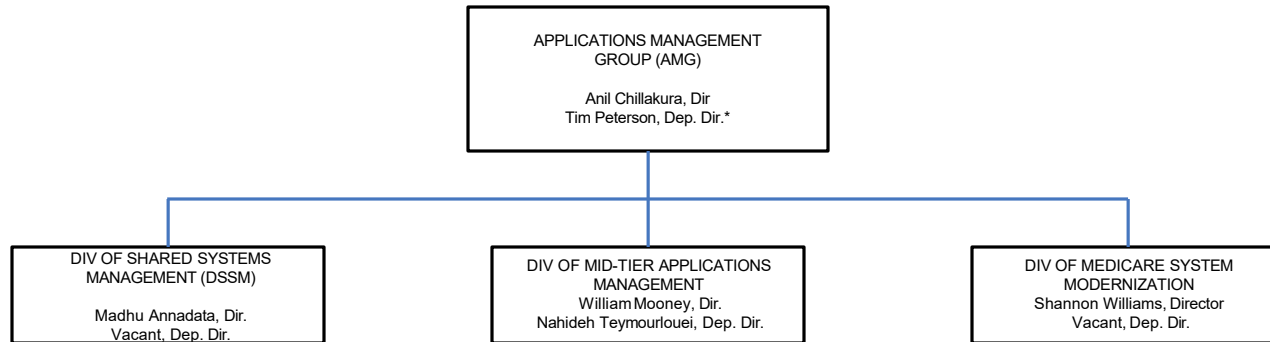 APPLICATIONS MANAGEMENT
GROUP (AMG)
Anil Chillakura, Dir
Tim Peterson, Dep. Dir.*
DIV OF SHARED SYSTEMS
MANAGEMENT (DSSM)
Madhu Annadata, Dir.
Vacant, Dep. Dir.
DIV OF MID-TIER APPLICATIONS
MANAGEMENT
William Mooney, Dir.
Nahideh Teymourlouei, Dep. Dir.
DIV OF MEDICARE SYSTEM
MODERNIZATION
Shannon Williams, Director
Vacant, Dep. Dir.